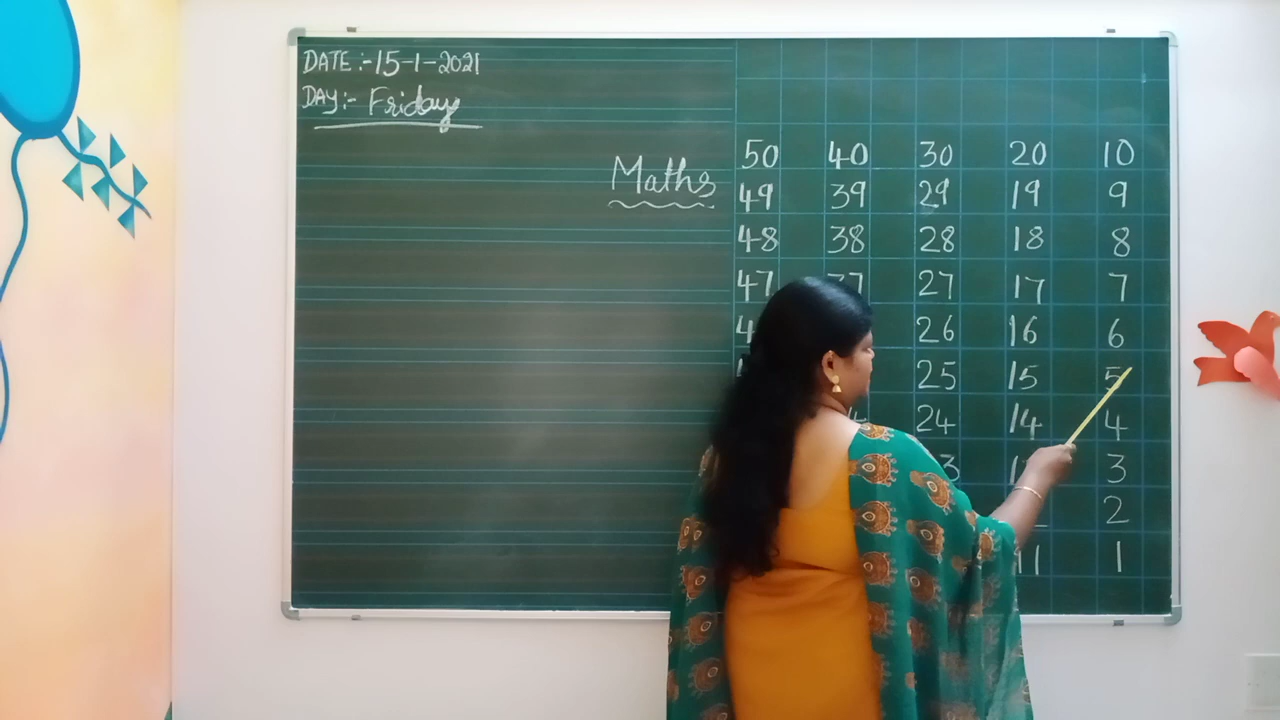 DATE :- 15-1-2021
DAY :- Friday
Maths
50 40 30 20 10
49 39 29 19 9
48 38 28 18 8
47 37 27 17 7
26 16 6
25 15 5
24 14 4
3
2
11 1